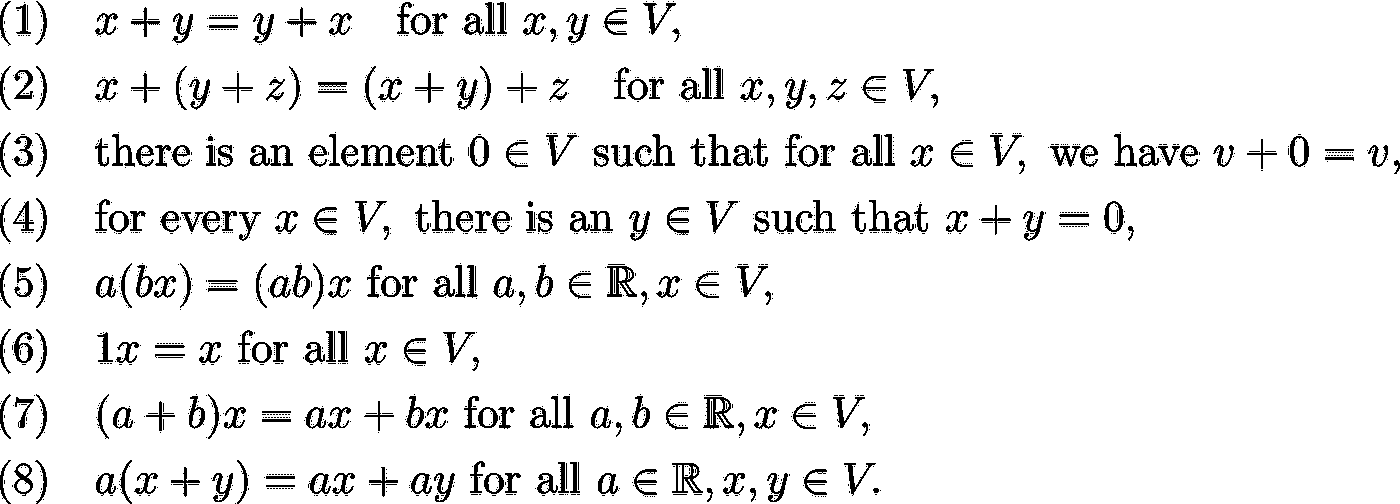 (1) x + y = y + x for all x, y ∈ V,
(2) x + (y + z) = (x + y) + z for all x, y, z ∈ V,
(3) there is an element 0 ∈ V such that for all x ∈ V, we have v + 0 = v,
(4) for every x ∈ V, there is an y ∈ V such that x + y = 0,
(5) a(bx) = (ab)x for all a, b ∈ ℝ, x ∈ V,
(6) 1x = x for all x ∈ V,
(7) (a + b)x = ax + bx for all a, b ∈ ℝ, x ∈ V,
(8) a(x + y) = ax + ay for all a ∈ ℝ, x, y ∈ V.